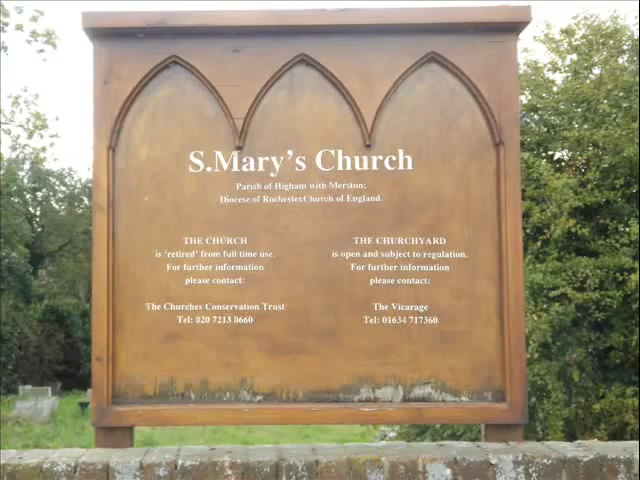 S.Mary's Church
Parish of Higham with Merston:
Diocese of Rochester,Church of England.
THE CHURCH
is 'retired' from full time use.
For further information
please contact:
The Churches Conservation Trust
Tel: 020 7213 0660
THE CHURCHYARD
is open and subject to regulation.
For further information
please contact:
The Vicarage
Tel: 01634 717360